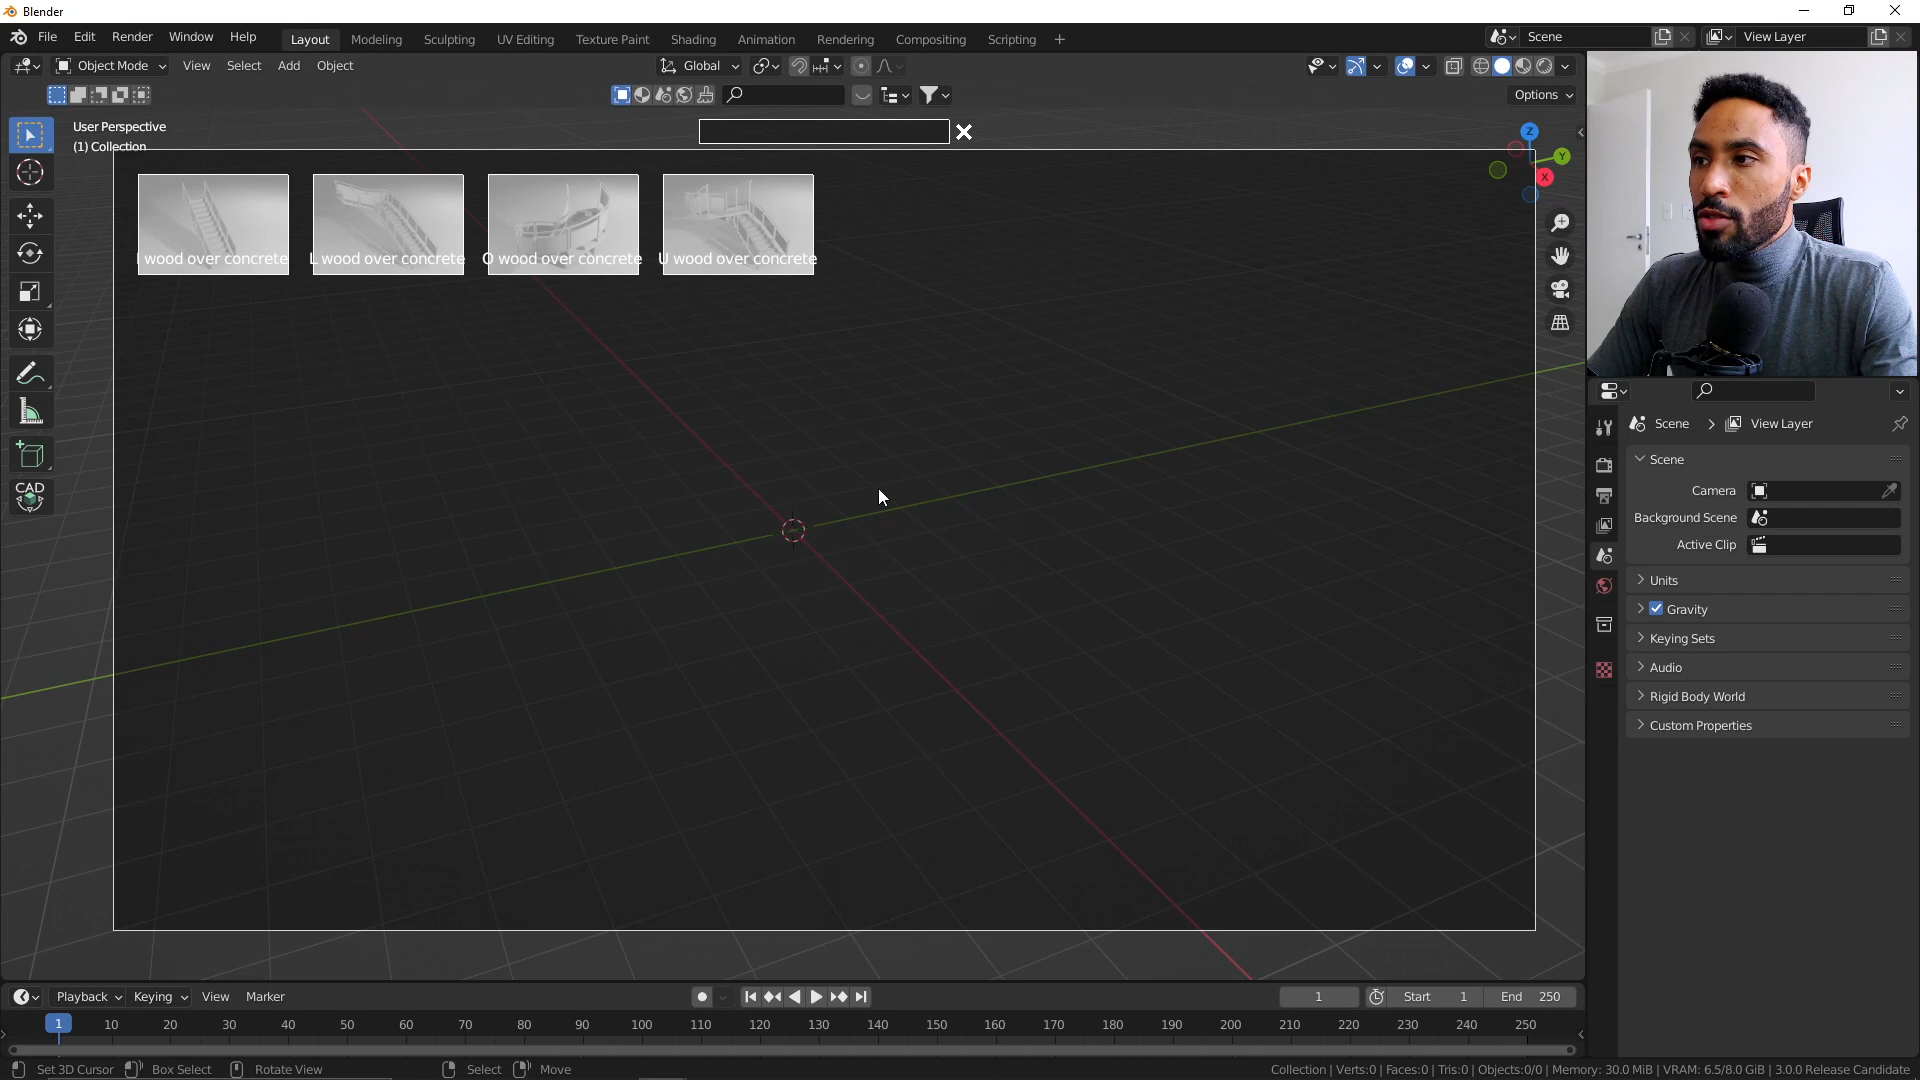 Blender
File Edit Render Window Help
Layout Modeling Sculpting UV Editing Texture Paint Shading Animation Rendering Compositing Scripting +
Scene
View Layer
Object Mode View Select Add Object
Global
Options
User Perspective
(1) Collection
Z
Y
X
I wood over concrete
L wood over concrete
O wood over concrete
U wood over concrete
CAD
Scene > View Layer
Scene
Camera
Background Scene
Active Clip
Units
Gravity
Keying Sets
Audio
Rigid Body World
Custom Properties
Playback Keying View Marker
1
Start 1
End 250
1 10 20 30 40 50 60 70 80 90 100 110 120 130 140 150 160 170 180 190 200 210 220 230 240 250
Set 3D Cursor Box Select Rotate View Select Move
Collection | Verts:0 | Faces:0 | Tris:0 | Objects:0/0 | Memory: 30.0 MiB | VRAM: 6.5/8.0 GiB | 3.0.0 Release Candidate